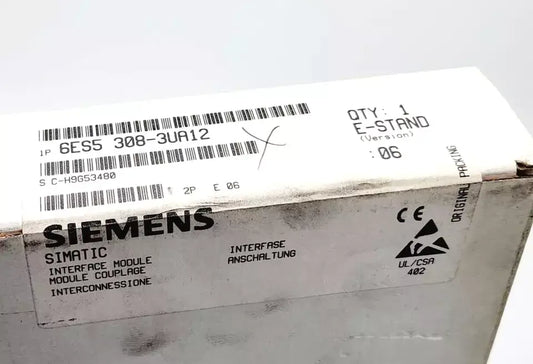 1P 6ES5 308-3UA12
QTY: 1
E-STAND
(Version)
:06
S C-H9G53480
2P E 06
ORIGINAL PACKING
SIEMENS
SIMATIC
INTERFACE MODULE
MODULE COUPLAGE
INTERCONNESSIONE
INTERFASE
ANSCHALTUNG
CE
UL/CSA
402